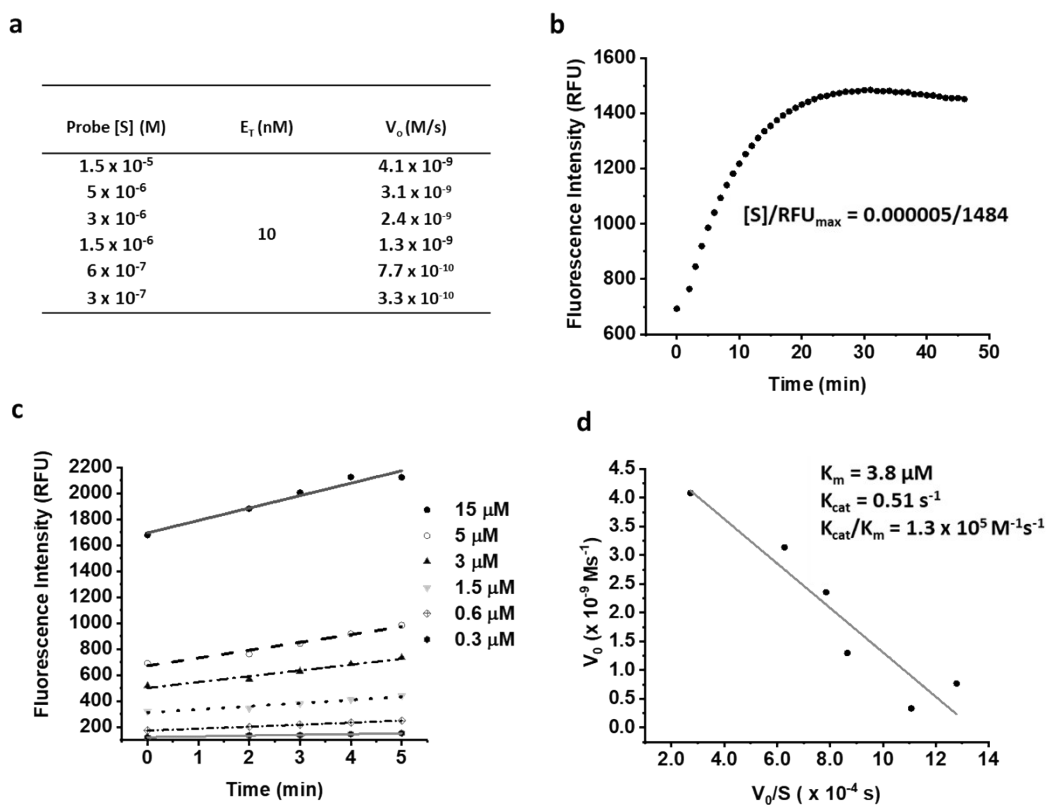 a
Probe [S] (M) E_T (nM) V_o (M/s)
1.5 x 10⁻⁵ 4.1 x 10⁻⁹
5 x 10⁻⁶ 3.1 x 10⁻⁹
3 x 10⁻⁶ 2.4 x 10⁻⁹
10
1.5 x 10⁻⁶ 1.3 x 10⁻⁹
6 x 10⁻⁷ 7.7 x 10⁻¹⁰
3 x 10⁻⁷ 3.3 x 10⁻¹⁰
b
Fluorescence Intensity (RFU)
1600
1400
1200
1000
800
600
[S]/RFU_max = 0.000005/1484
0 10 20 30 40 50
Time (min)
c
Fluorescence Intensity (RFU)
2200
2000
1800
1600
1400
1200
1000
800
600
400
200
15 μM
5 μM
3 μM
1.5 μM
0.6 μM
0.3 μM
0 1 2 3 4 5
Time (min)
d
V₀ (x 10⁻⁹ Ms⁻¹)
4.5
4.0
3.5
3.0
2.5
2.0
1.5
1.0
0.5
0.0
K_m = 3.8 μM
K_cat = 0.51 s⁻¹
K_cat/K_m = 1.3 x 10⁵ M⁻¹s⁻¹
2 4 6 8 10 12 14
V₀/S ( x 10⁻⁴ s)